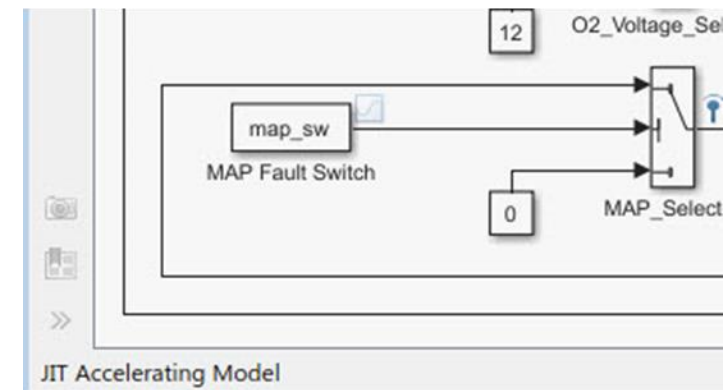 12
O2_Voltage_Sel
map_sw
MAP Fault Switch
0
MAP_Select
JIT Accelerating Model